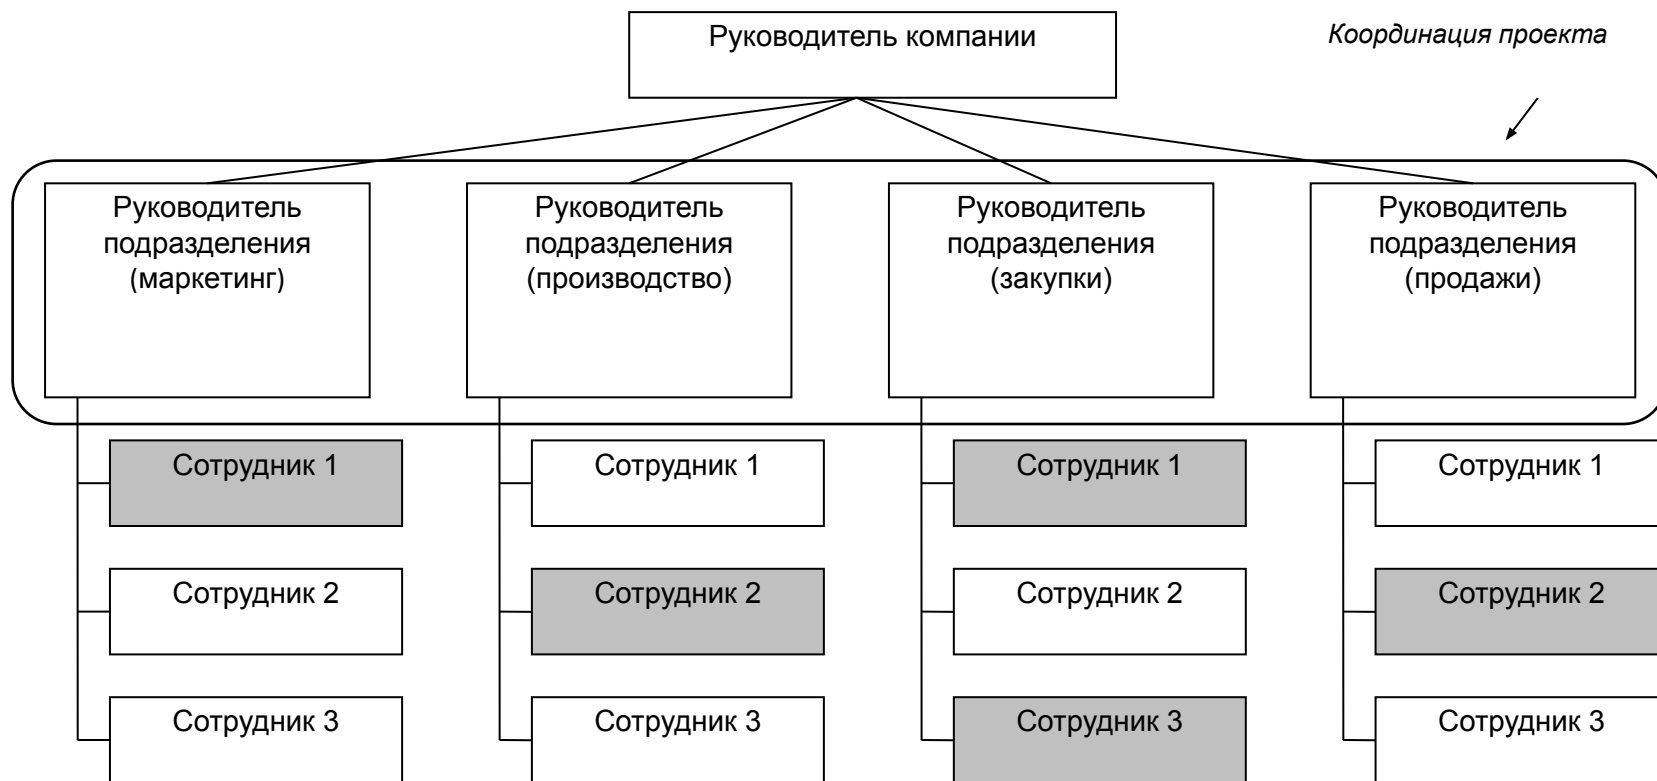 Руководитель компании
Координация проекта
Руководитель
подразделения
(маркетинг)
Руководитель
подразделения
(производство)
Руководитель
подразделения
(закупки)
Руководитель
подразделения
(продажи)
Сотрудник 1
Сотрудник 1
Сотрудник 1
Сотрудник 1
Сотрудник 2
Сотрудник 2
Сотрудник 2
Сотрудник 2
Сотрудник 3
Сотрудник 3
Сотрудник 3
Сотрудник 3